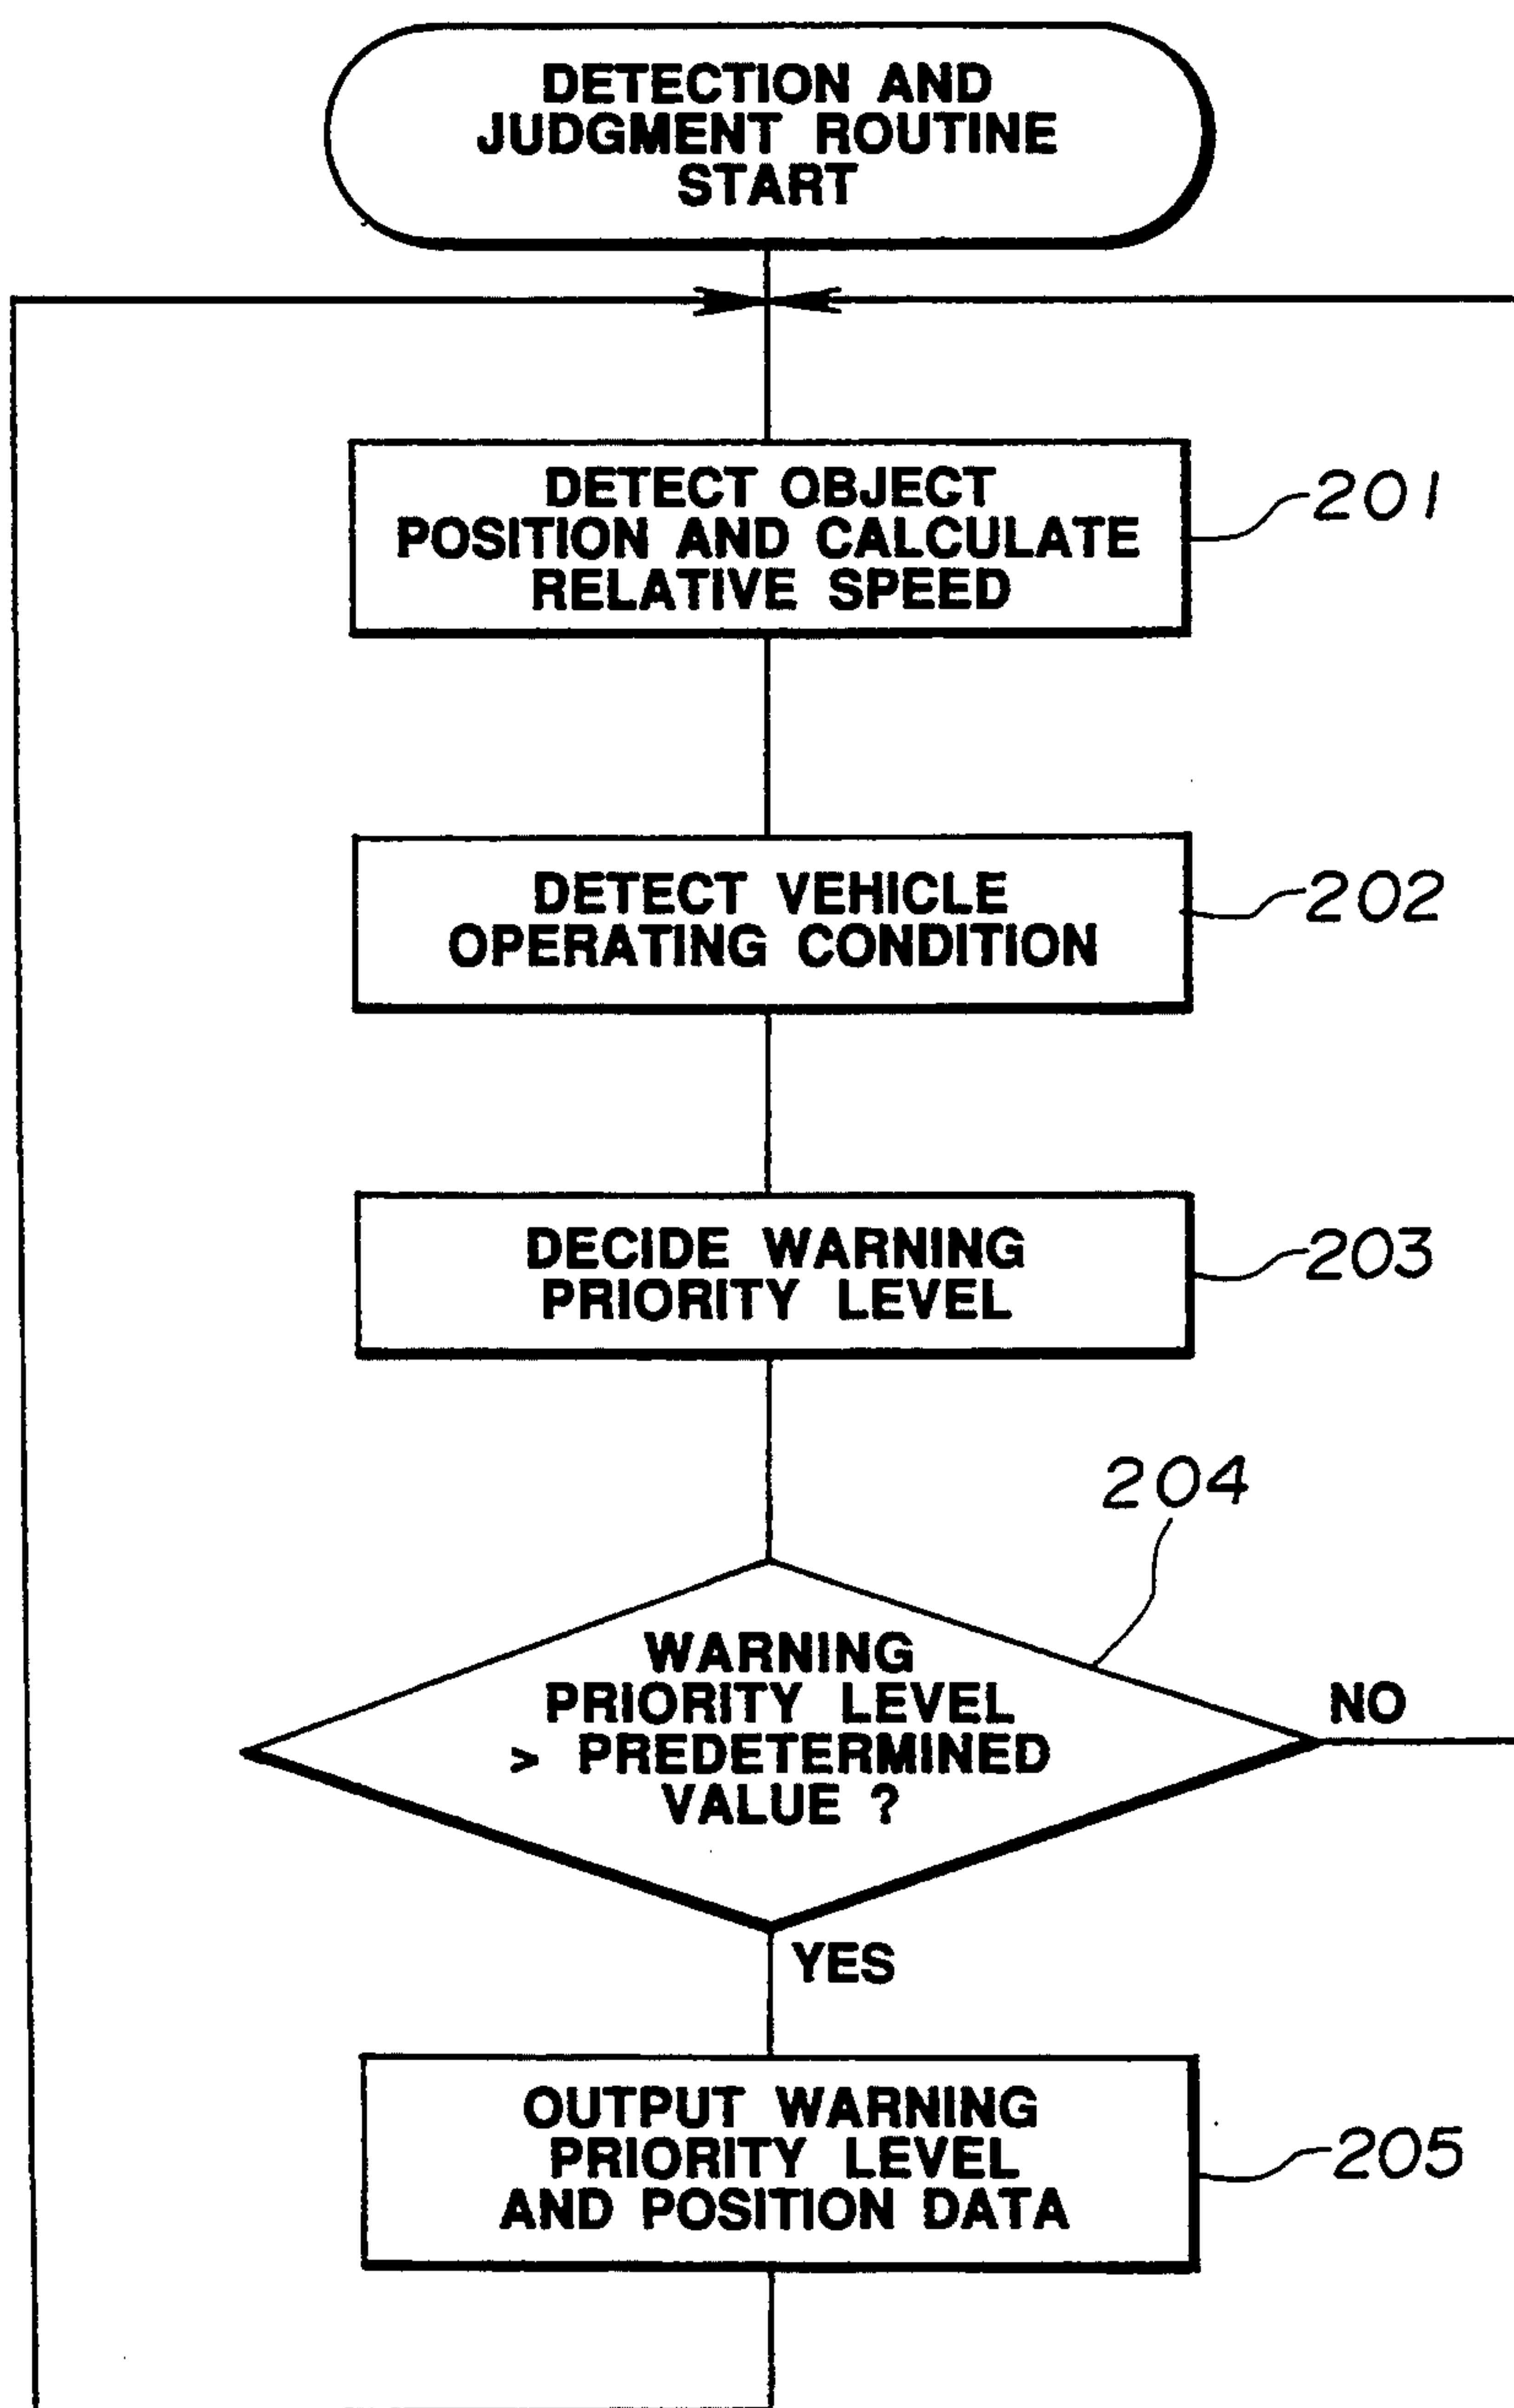 DETECTION AND
JUDGMENT ROUTINE
START
DETECT OBJECT
POSITION AND CALCULATE
RELATIVE SPEED
201
DETECT VEHICLE
OPERATING CONDITION
202
DECIDE WARNING
PRIORITY LEVEL
203
204
WARNING
PRIORITY LEVEL
> PREDETERMINED
VALUE ?
NO
YES
OUTPUT WARNING
PRIORITY LEVEL
AND POSITION DATA
205